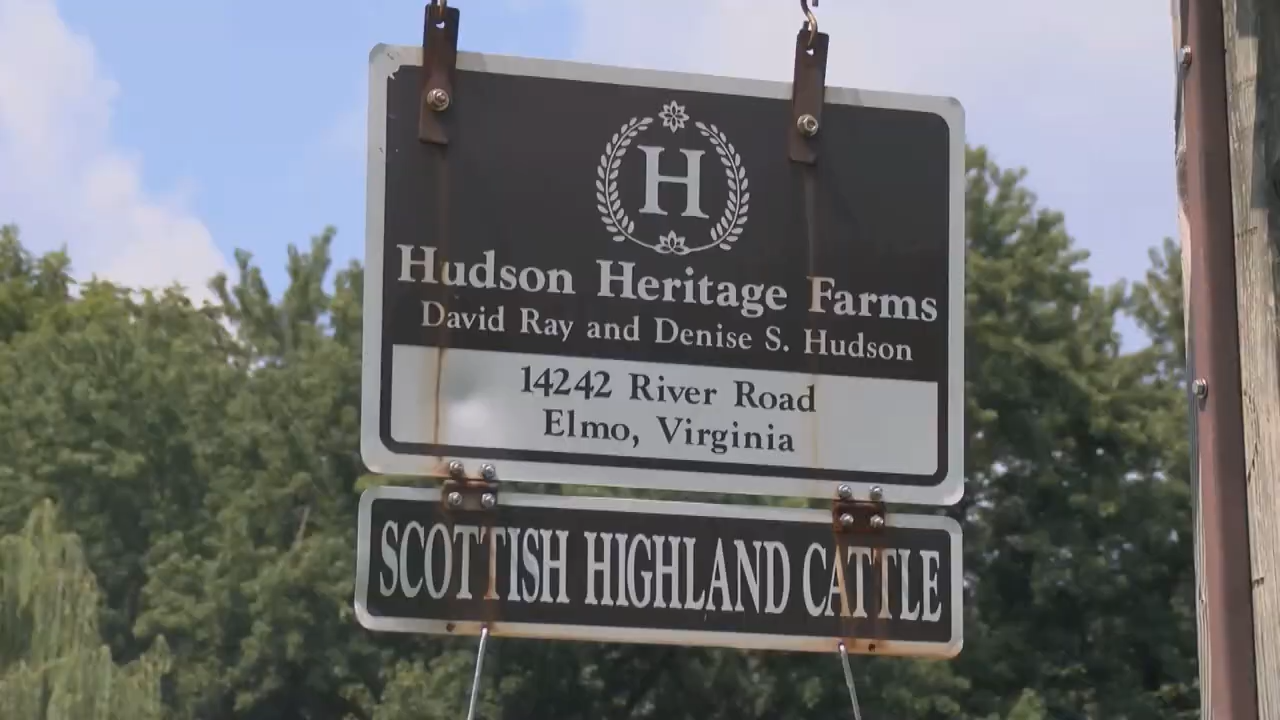 H
Hudson Heritage Farms
David Ray and Denise S. Hudson
14242 River Road
Elmo, Virginia
SCOTTISH HIGHLAND CATTLE